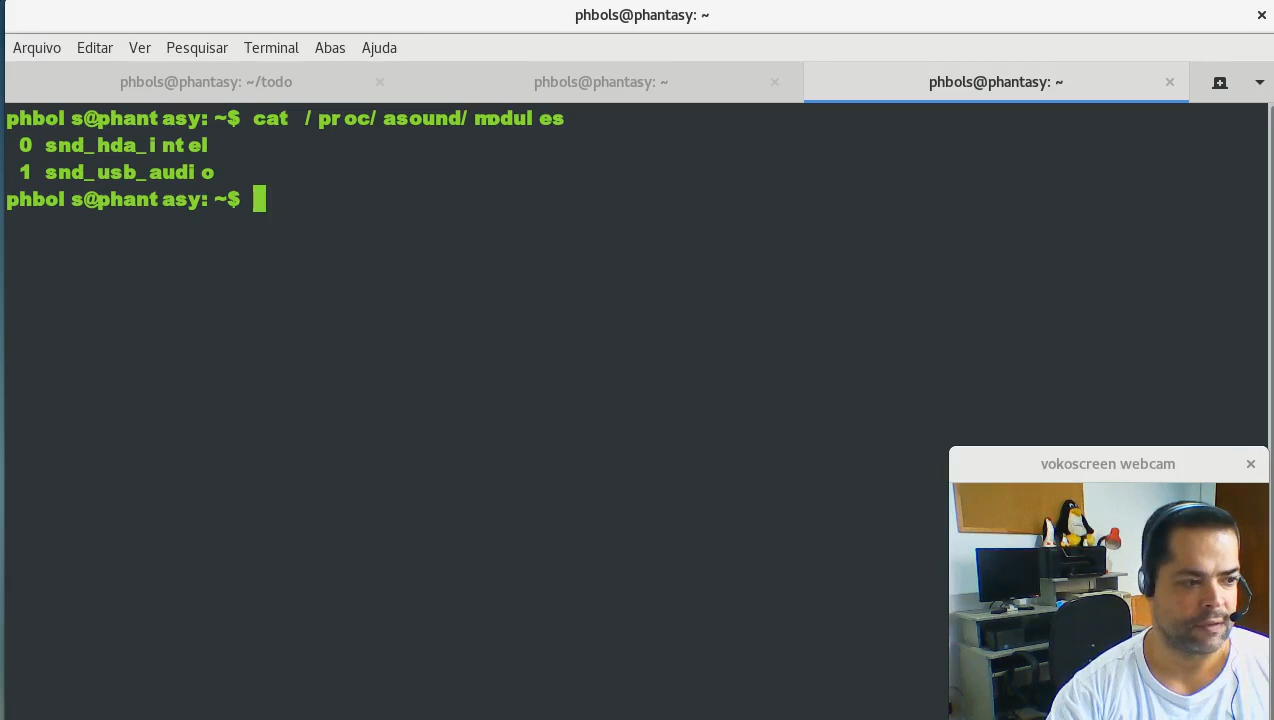 phbols@phantasy: ~
Arquivo Editar Ver Pesquisar Terminal Abas Ajuda
phbols@phantasy: ~/todo phbols@phantasy: ~ phbols@phantasy: ~
phbols@phantasy:~$ cat /proc/asound/modules
0 snd_hda_intel
1 snd_usb_audio
phbols@phantasy:~$
vokoscreen webcam